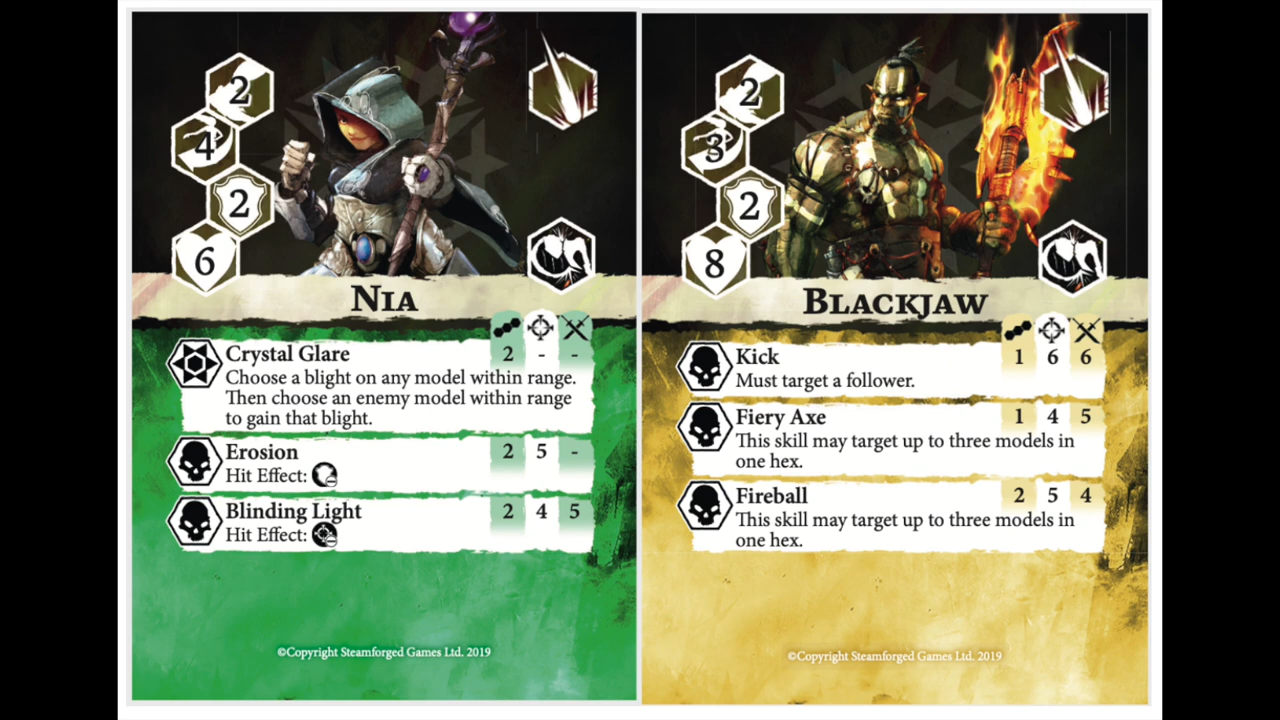 2
4
2
6
Nia
Crystal Glare 2 - -
Choose a blight on any model within range.
Then choose an enemy model within range
to gain that blight.
Erosion 2 5 -
Hit Effect:
Blinding Light 2 4 5
Hit Effect:
©Copyright Steamforged Games Ltd. 2019
2
3
2
8
Blackjaw
Kick 1 6 6
Must target a follower.
Fiery Axe 1 4 5
This skill may target up to three models in
one hex.
Fireball 2 5 4
This skill may target up to three models in
one hex.
©Copyright Steamforged Games Ltd. 2019